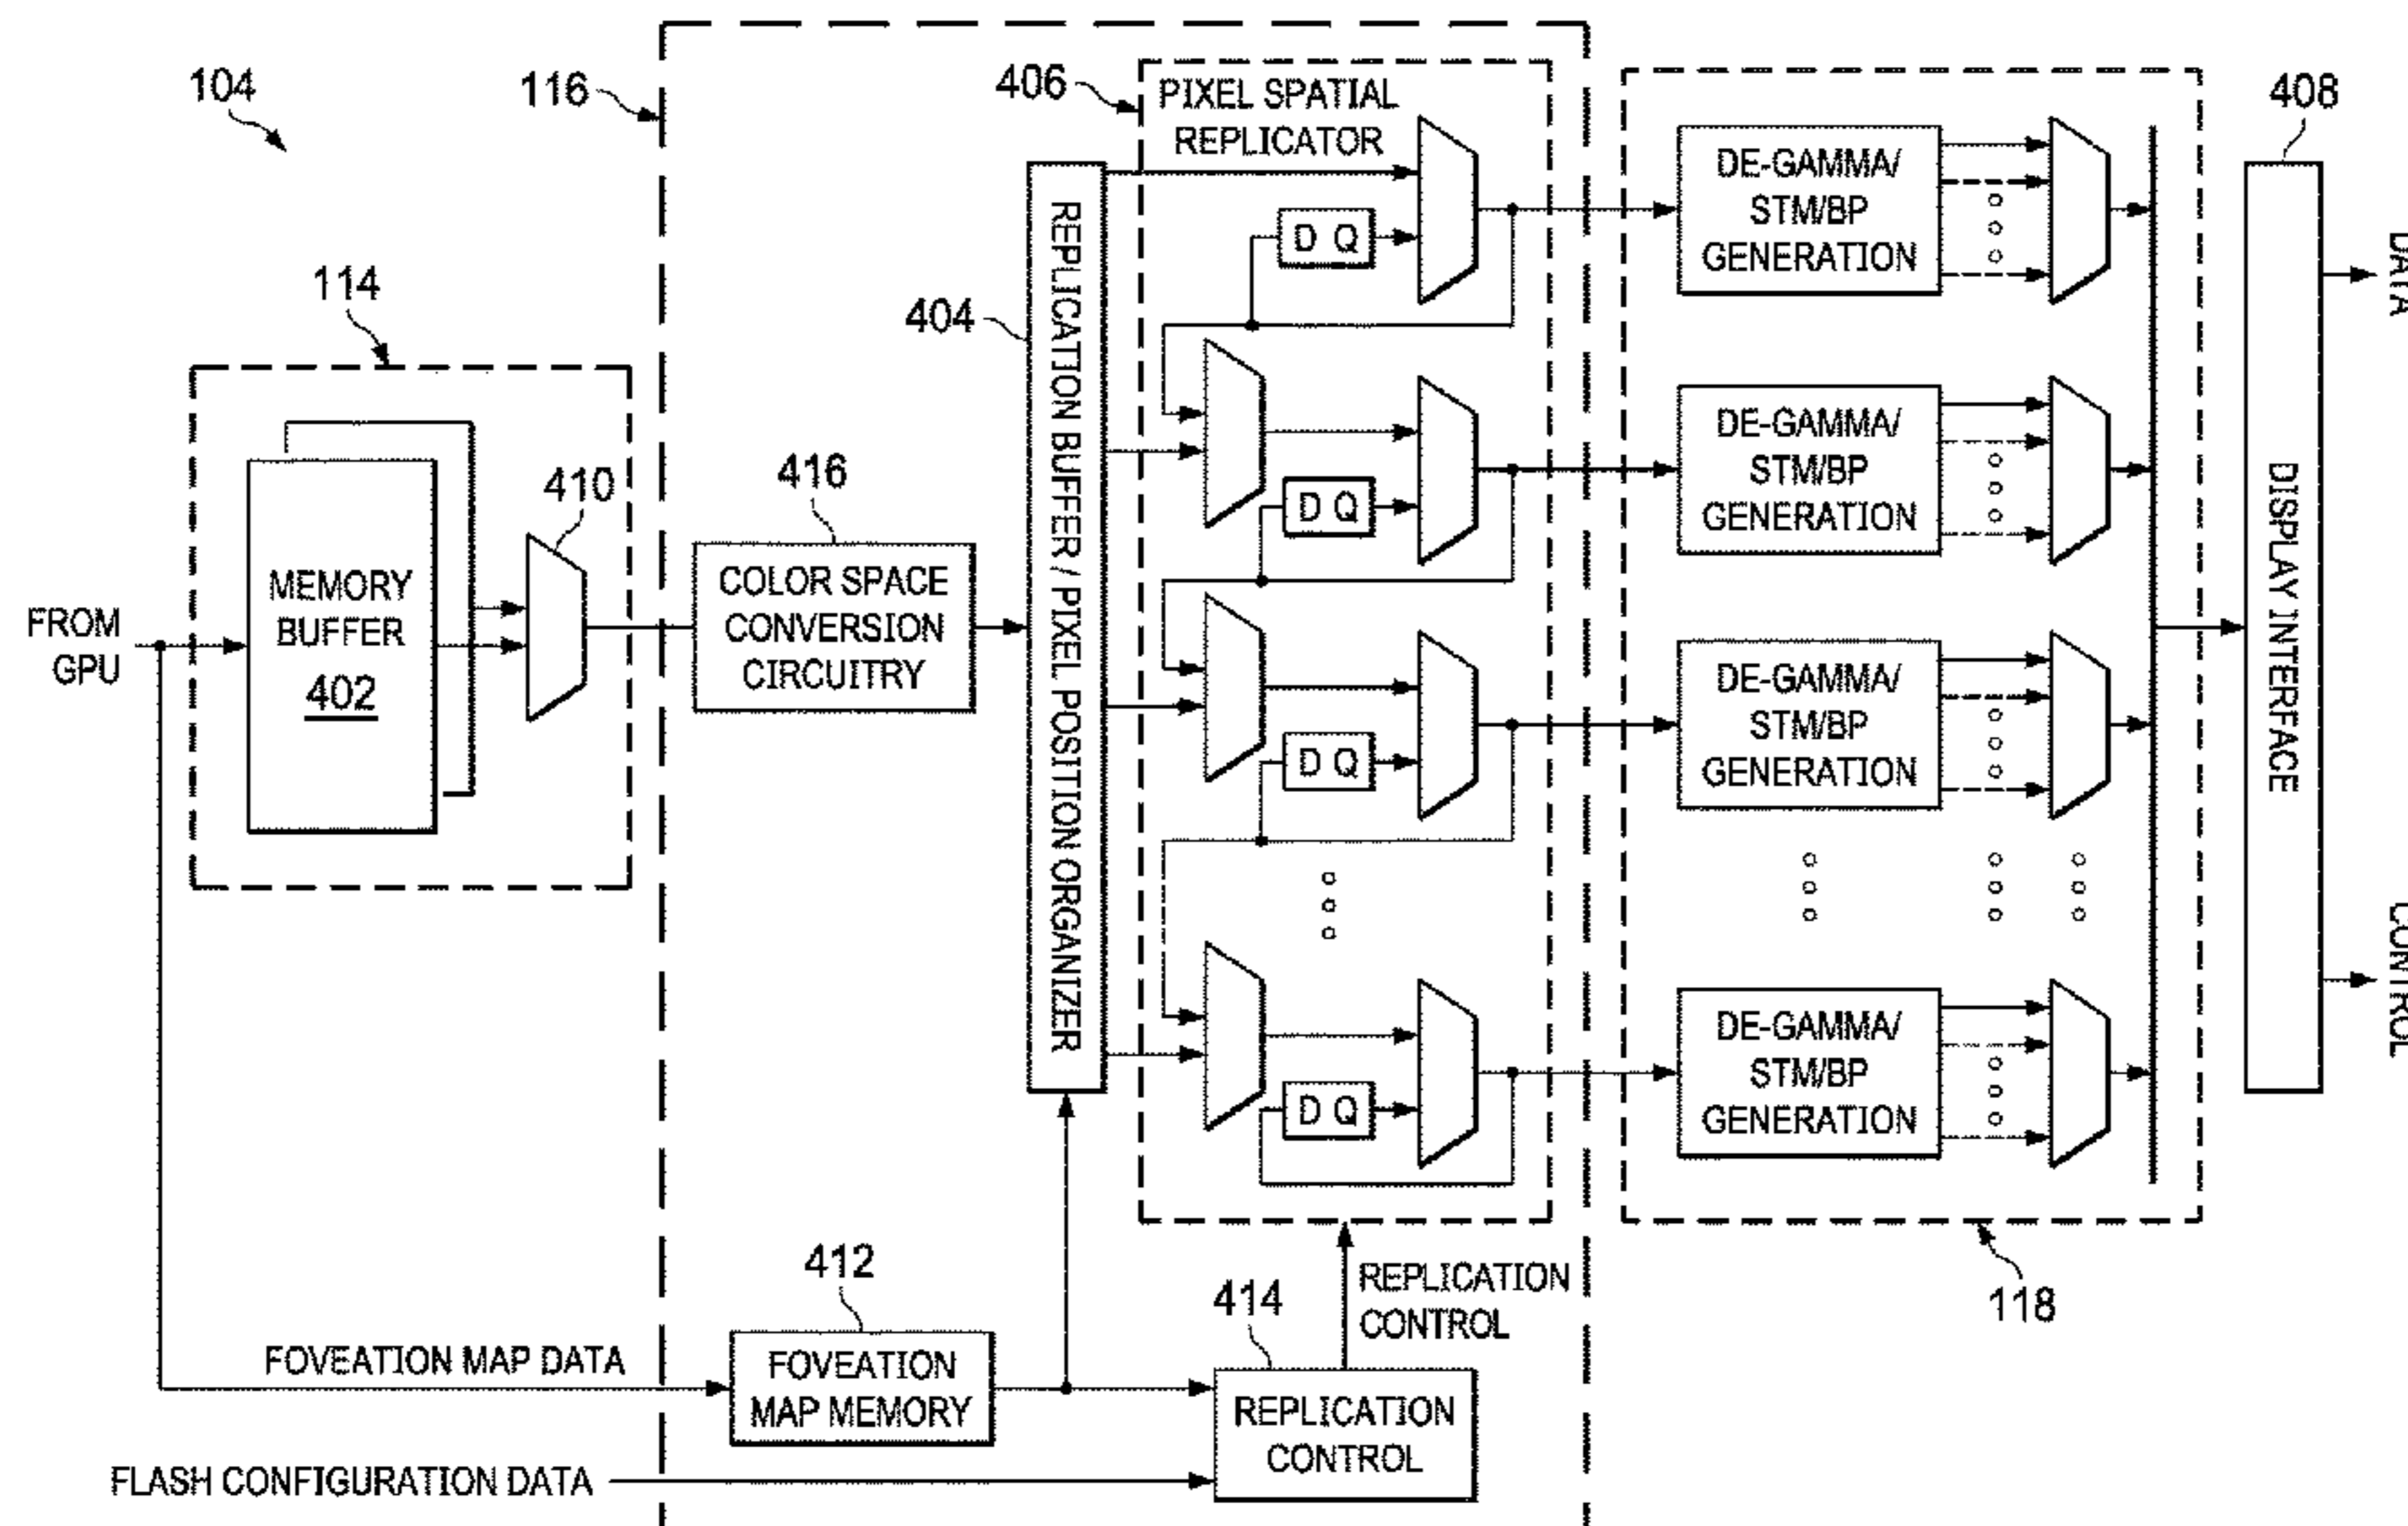 104
116
406
PIXEL SPATIAL
REPLICATOR
408
114
404
REPLICATION BUFFER / PIXEL POSITION ORGANIZER
D Q
DE-GAMMA/
STM/BP
GENERATION
DATA
410
416
D Q
DE-GAMMA/
STM/BP
GENERATION
DISPLAY INTERFACE
FROM
GPU
MEMORY
BUFFER
402
COLOR SPACE
CONVERSION
CIRCUITRY
D Q
DE-GAMMA/
STM/BP
GENERATION
CONTROL
D Q
DE-GAMMA/
STM/BP
GENERATION
412
414
REPLICATION
CONTROL
118
FOVEATION MAP DATA
FOVEATION
MAP MEMORY
REPLICATION
CONTROL
FLASH CONFIGURATION DATA